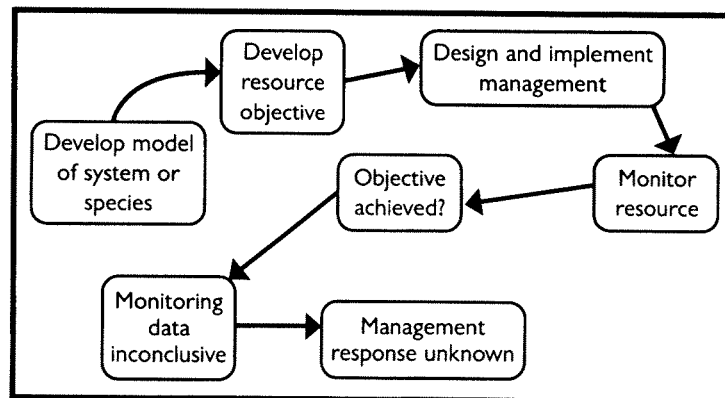 Develop
resource
objective
Design and implement
management
Develop model
of system or
species
Objective
achieved?
Monitor
resource
Monitoring
data
inconclusive
Management
response unknown